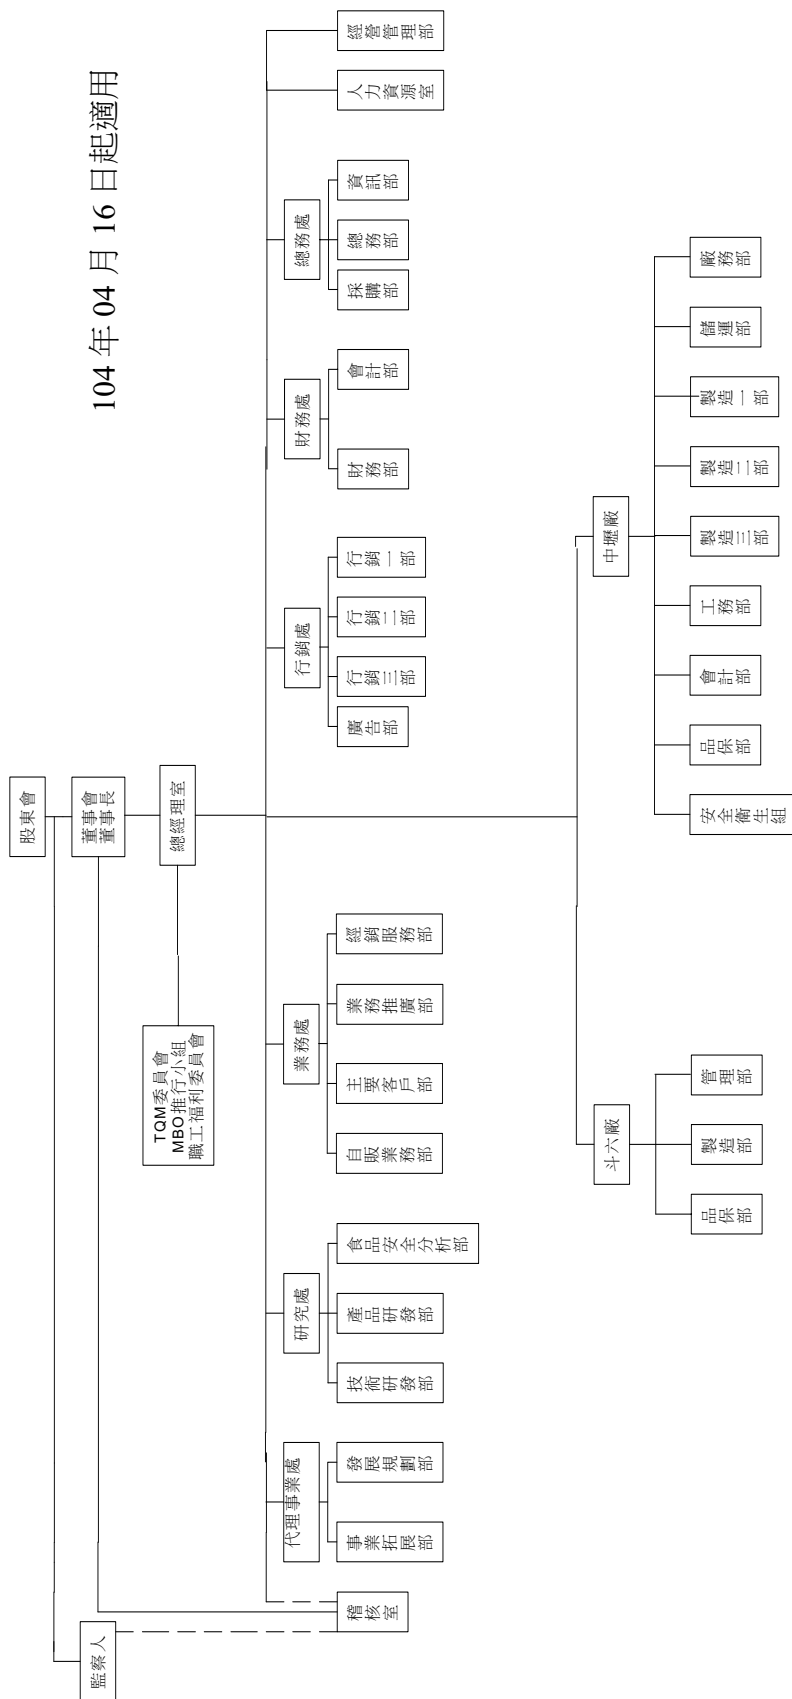 104 年 04 月 16 日起適用
股東會
董事會
董事長
監察人
總經理室
TQM委員會
MBO推行小組
職工福利委員會
稽核室
代理事業處
事業拓展部
發展規劃部
研究處
技術研發部
產品研發部
食品安全分析部
業務處
自販業務部
主要客戶部
業務推廣部
經銷服務部
行銷處
廣告部
行銷三部
行銷二部
行銷一部
財務處
財務部
會計部
總務處
採購部
總務部
資訊部
人力資源室
經營管理部
斗六廠
品保部
製造部
管理部
中壢廠
安全衛生組
品保部
會計部
工務部
製造三部
製造二部
製造一部
儲運部
廠務部